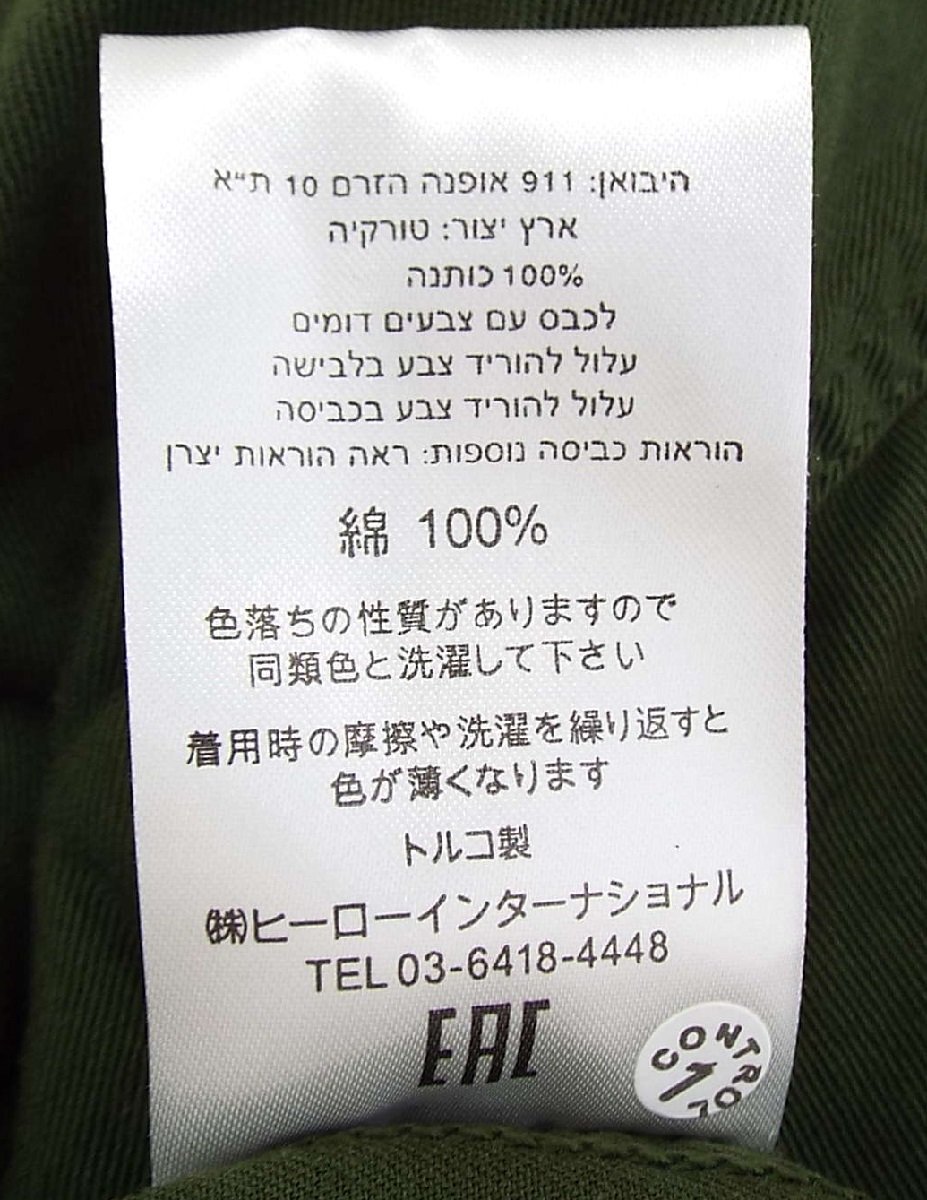 היבואן: 911 אופנה הזרם 10 ת"א
ארץ יצור: טורקיה
100% כותנה
לכבס עם צבעים דומים
עלול להוריד צבע בלבישה
עלול להוריד צבע בכביסה
הוראות כביסה נוספות: ראה הוראות יצרן
綿 100%
色落ちの性質がありますので
同類色と洗濯して下さい
着用時の摩擦や洗濯を繰り返すと
色が薄くなります
トルコ製
㈱ヒーローインターナショナル
TEL 03-6418-4448
EAC
CONTROL
1